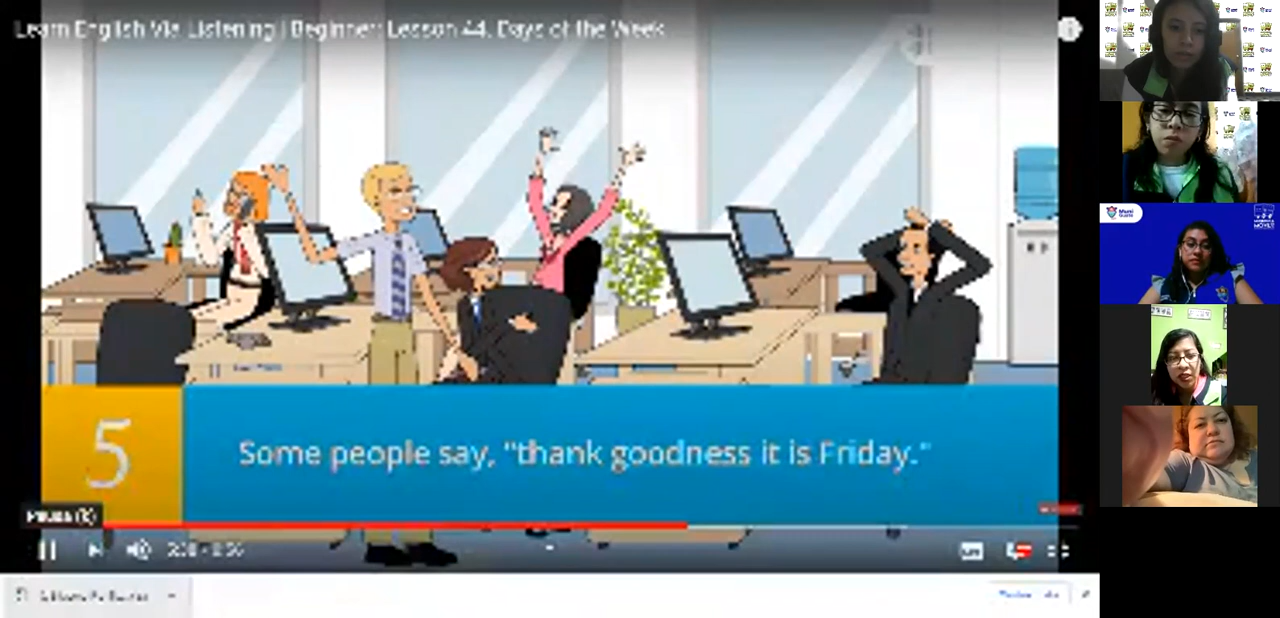 Learn English Via Listening | Beginner: Lesson 44. Days of the Week
5
Some people say, "thank goodness it is Friday."
Pausa (k)